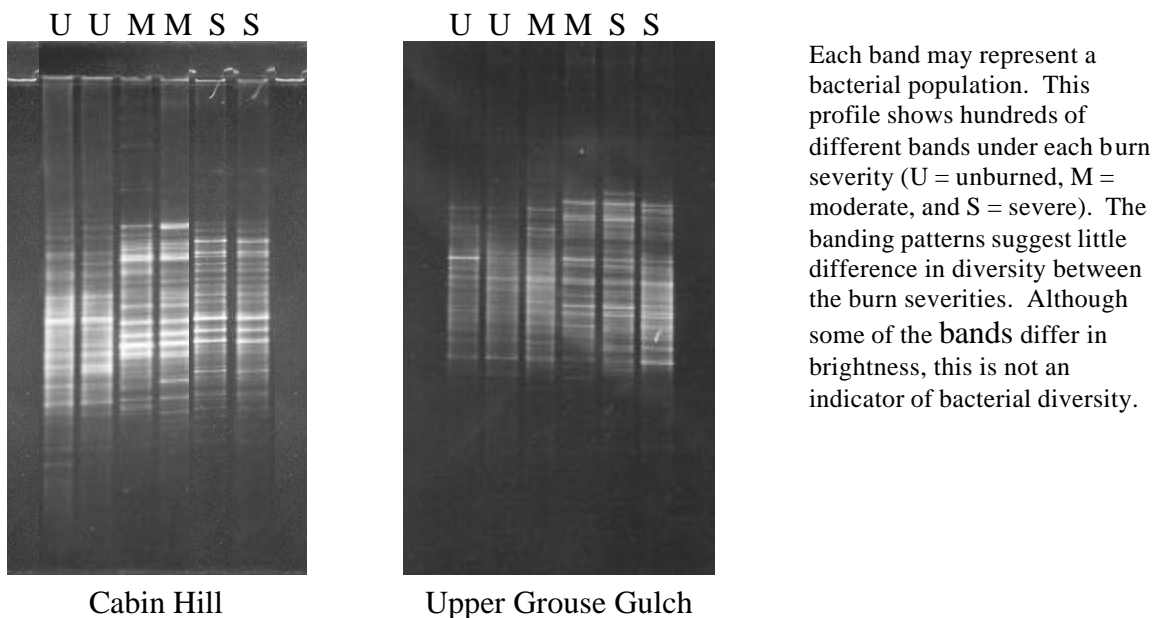 U U M M S S
U U M M S S
Each band may represent a
bacterial population. This
profile shows hundreds of
different bands under each burn
severity (U = unburned, M =
moderate, and S = severe). The
banding patterns suggest little
difference in diversity between
the burn severities. Although
some of the bands differ in
brightness, this is not an
indicator of bacterial diversity.
Cabin Hill
Upper Grouse Gulch